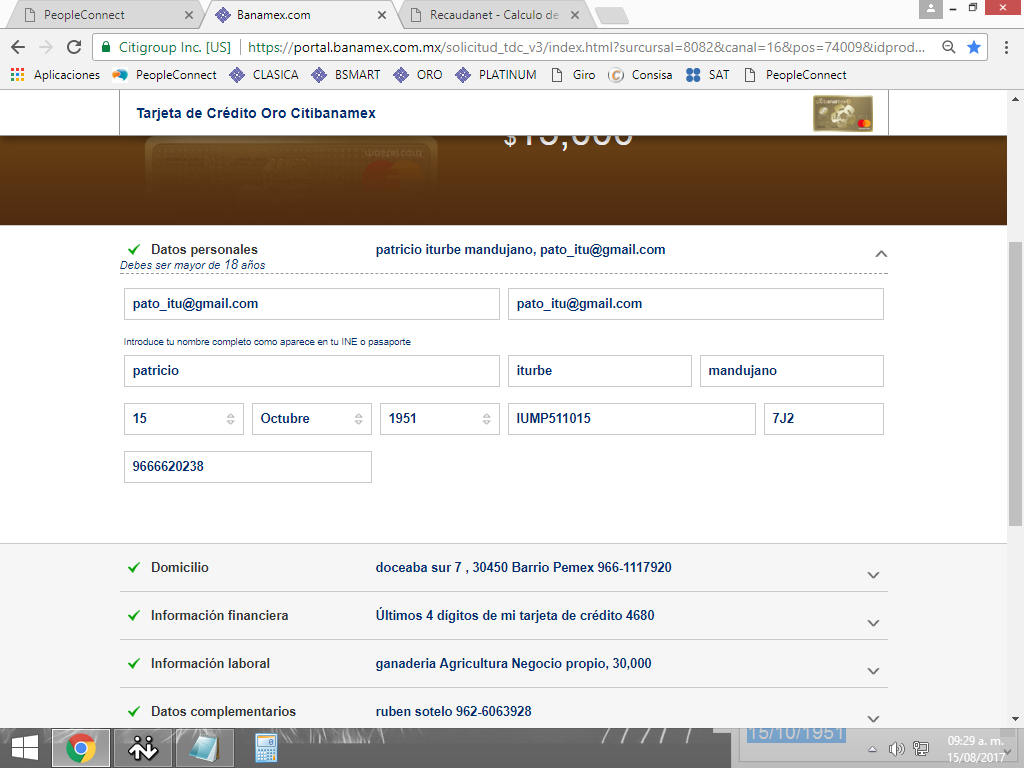 PeopleConnect
Banamex.com
Recaudanet - Calculo de
Citigroup Inc. [US] https://portal.banamex.com.mx/solicitud_tdc_v3/index.html?surcursal=8082&canal=16&pos=74009&idprod...
Aplicaciones PeopleConnect CLASICA BSMART ORO PLATINUM Giro Consisa SAT PeopleConnect
Tarjeta de Crédito Oro Citibanamex
$15,000
Datos personales patricio iturbe mandujano, pato_itu@gmail.com
Debes ser mayor de 18 años
pato_itu@gmail.com pato_itu@gmail.com
Introduce tu nombre completo como aparece en tu INE o pasaporte
patricio iturbe mandujano
15 Octubre 1951 IUMP511015 7J2
9666620238
Domicilio doceaba sur 7 , 30450 Barrio Pemex 966-1117920
Información financiera Últimos 4 dígitos de mi tarjeta de crédito 4680
Información laboral ganaderia Agricultura Negocio propio, 30,000
Datos complementarios ruben sotelo 962-6063928
15/10/1951
09:29 a. m.
15/08/2017